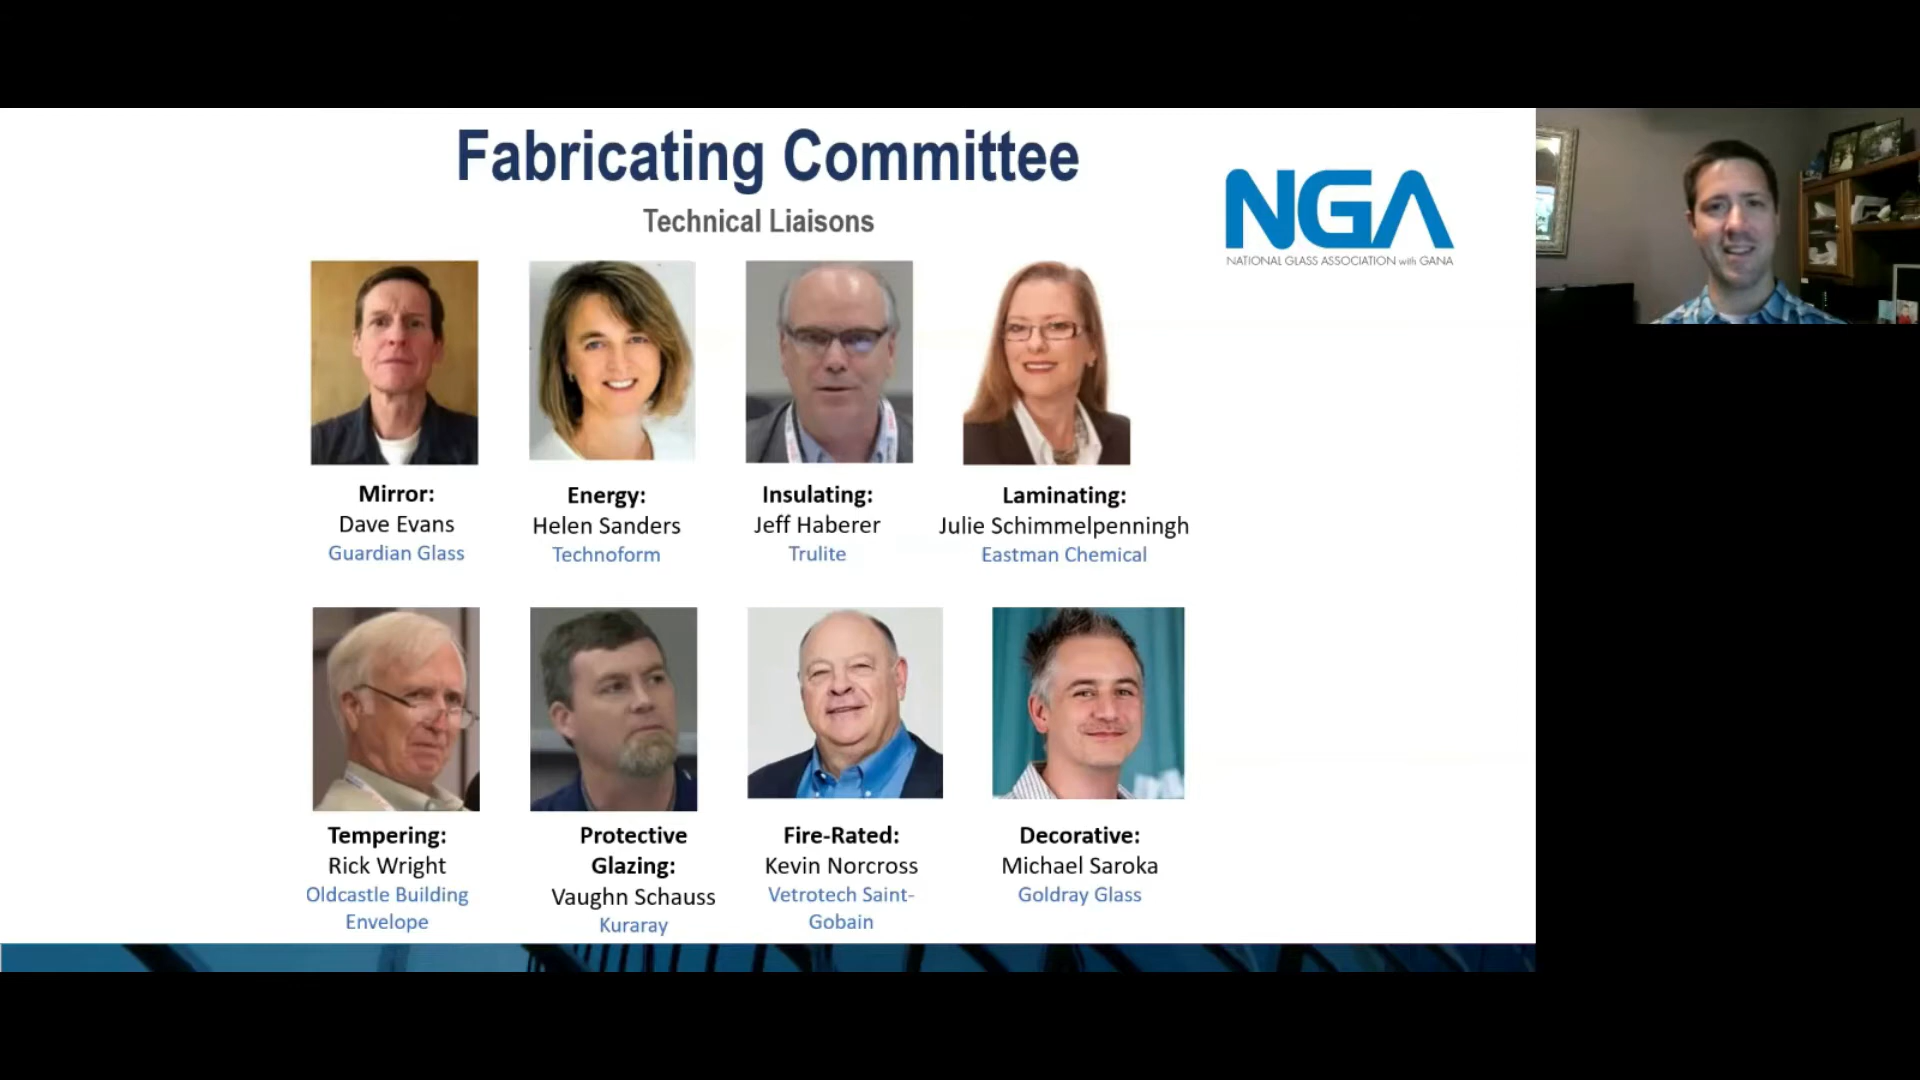 Fabricating Committee
Technical Liaisons
NGA
NATIONAL GLASS ASSOCIATION with GANA
Mirror:
Dave Evans
Guardian Glass
Energy:
Helen Sanders
Technoform
Insulating:
Jeff Haberer
Trulite
Laminating:
Julie Schimmelpenningh
Eastman Chemical
Tempering:
Rick Wright
Oldcastle Building
Envelope
Protective
Glazing:
Vaughn Schauss
Kuraray
Fire-Rated:
Kevin Norcross
Vetrotech Saint-
Gobain
Decorative:
Michael Saroka
Goldray Glass